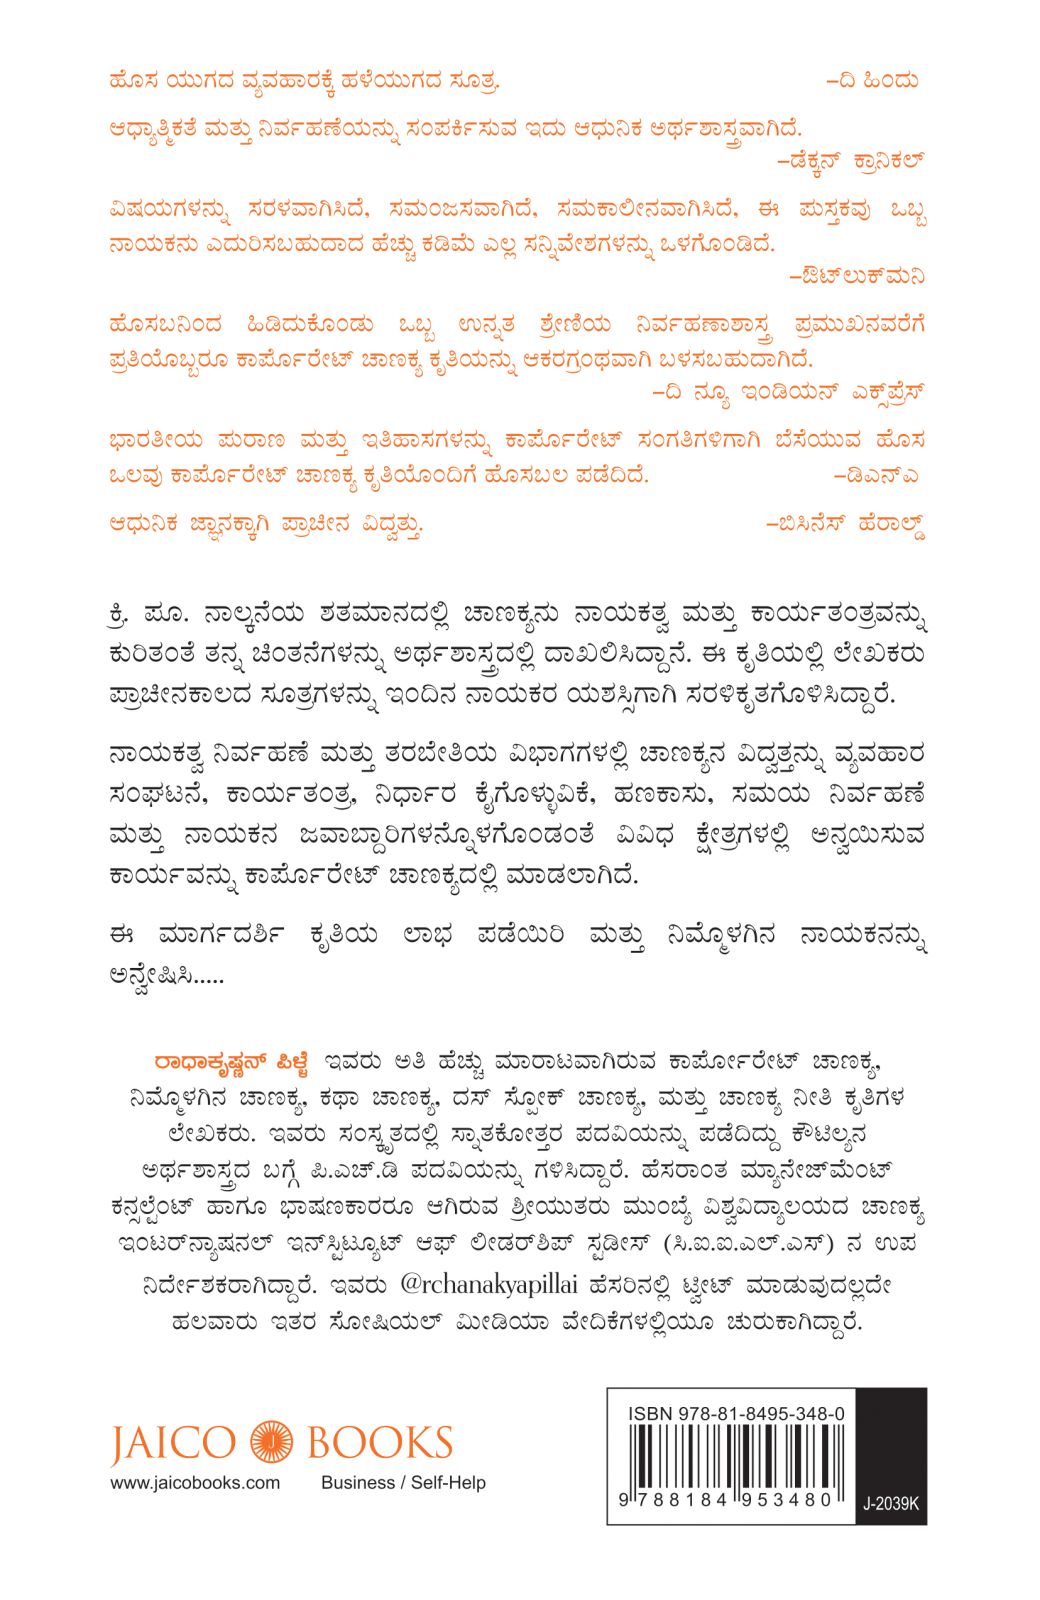 ಹೊಸ ಯುಗದ ವ್ಯವಹಾರಕ್ಕೆ ಹಳೆಯುಗದ ಸೂತ್ರ. –ದಿ ಹಿಂದು
ಆಧ್ಯಾತ್ಮಿಕತೆ ಮತ್ತು ನಿರ್ವಹಣೆಯನ್ನು ಸಂಪರ್ಕಿಸುವ ಇದು ಆಧುನಿಕ ಅರ್ಥಶಾಸ್ತ್ರವಾಗಿದೆ.
–ಡೆಕ್ಕನ್ ಕ್ರಾನಿಕಲ್
ವಿಷಯಗಳನ್ನು ಸರಳವಾಗಿಸಿದೆ, ಸಮಂಜಸವಾಗಿದೆ, ಸಮಕಾಲೀನವಾಗಿಸಿದೆ, ಈ ಪುಸ್ತಕವು ಒಬ್ಬ
ನಾಯಕನು ಎದುರಿಸಬಹುದಾದ ಹೆಚ್ಚು ಕಡಿಮೆ ಎಲ್ಲ ಸನ್ನಿವೇಶಗಳನ್ನು ಒಳಗೊಂಡಿದೆ.
–ಔಟ್‌ಲುಕ್‌ಮನಿ
ಹೊಸಬನಿಂದ ಹಿಡಿದುಕೊಂಡು ಒಬ್ಬ ಉನ್ನತ ಶ್ರೇಣಿಯ ನಿರ್ವಹಣಾಶಾಸ್ತ್ರ ಪ್ರಮುಖನವರೆಗೆ
ಪ್ರತಿಯೊಬ್ಬರೂ ಕಾರ್ಪೊರೇಟ್ ಚಾಣಕ್ಯ ಕೃತಿಯನ್ನು ಆಕರಗ್ರಂಥವಾಗಿ ಬಳಸಬಹುದಾಗಿದೆ.
–ದಿ ನ್ಯೂ ಇಂಡಿಯನ್ ಎಕ್ಸ್‌ಪ್ರೆಸ್
ಭಾರತೀಯ ಪುರಾಣ ಮತ್ತು ಇತಿಹಾಸಗಳನ್ನು ಕಾರ್ಪೊರೇಟ್ ಸಂಗತಿಗಳಿಗಾಗಿ ಬೆಸೆಯುವ ಹೊಸ
ಒಲವು ಕಾರ್ಪೊರೇಟ್ ಚಾಣಕ್ಯ ಕೃತಿಯೊಂದಿಗೆ ಹೊಸಬಲ ಪಡೆದಿದೆ. –ಡಿಎನ್‌ಎ
ಆಧುನಿಕ ಜ್ಞಾನಕ್ಕಾಗಿ ಪ್ರಾಚೀನ ವಿದ್ವತ್ತು. –ಬಿಸಿನೆಸ್ ಹೆರಾಲ್ಡ್
ಕ್ರಿ. ಪೂ. ನಾಲ್ಕನೆಯ ಶತಮಾನದಲ್ಲಿ ಚಾಣಕ್ಯನು ನಾಯಕತ್ವ ಮತ್ತು ಕಾರ್ಯತಂತ್ರವನ್ನು
ಕುರಿತಂತೆ ತನ್ನ ಚಿಂತನೆಗಳನ್ನು ಅರ್ಥಶಾಸ್ತ್ರದಲ್ಲಿ ದಾಖಲಿಸಿದ್ದಾನೆ. ಈ ಕೃತಿಯಲ್ಲಿ ಲೇಖಕರು
ಪ್ರಾಚೀನಕಾಲದ ಸೂತ್ರಗಳನ್ನು ಇಂದಿನ ನಾಯಕರ ಯಶಸ್ಸಿಗಾಗಿ ಸರಳಿಕೃತಗೊಳಿಸಿದ್ದಾರೆ.
ನಾಯಕತ್ವ ನಿರ್ವಹಣೆ ಮತ್ತು ತರಬೇತಿಯ ವಿಭಾಗಗಳಲ್ಲಿ ಚಾಣಕ್ಯನ ವಿದ್ವತ್ತನ್ನು ವ್ಯವಹಾರ
ಸಂಘಟನೆ, ಕಾರ್ಯತಂತ್ರ, ನಿರ್ಧಾರ ಕೈಗೊಳ್ಳುವಿಕೆ, ಹಣಕಾಸು, ಸಮಯ ನಿರ್ವಹಣೆ
ಮತ್ತು ನಾಯಕನ ಜವಾಬ್ದಾರಿಗಳನ್ನೊಳಗೊಂಡಂತೆ ವಿವಿಧ ಕ್ಷೇತ್ರಗಳಲ್ಲಿ ಅನ್ವಯಿಸುವ
ಕಾರ್ಯವನ್ನು ಕಾರ್ಪೊರೇಟ್ ಚಾಣಕ್ಯದಲ್ಲಿ ಮಾಡಲಾಗಿದೆ.
ಈ ಮಾರ್ಗದರ್ಶಿ ಕೃತಿಯ ಲಾಭ ಪಡೆಯಿರಿ ಮತ್ತು ನಿಮ್ಮೊಳಗಿನ ನಾಯಕನನ್ನು
ಅನ್ವೇಷಿಸಿ.....
ರಾಧಾಕೃಷ್ಣನ್ ಪಿಳ್ಳೆ ಇವರು ಅತಿ ಹೆಚ್ಚು ಮಾರಾಟವಾಗಿರುವ ಕಾರ್ಪೋರೇಟ್ ಚಾಣಕ್ಯ,
ನಿಮ್ಮೊಳಗಿನ ಚಾಣಕ್ಯ, ಕಥಾ ಚಾಣಕ್ಯ, ದಸ್ ಸ್ಪೋಕ್ ಚಾಣಕ್ಯ, ಮತ್ತು ಚಾಣಕ್ಯ ನೀತಿ ಕೃತಿಗಳ
ಲೇಖಕರು. ಇವರು ಸಂಸ್ಕೃತದಲ್ಲಿ ಸ್ನಾತಕೋತ್ತರ ಪದವಿಯನ್ನು ಪಡೆದಿದ್ದು ಕೌಟಿಲ್ಯನ
ಅರ್ಥಶಾಸ್ತ್ರದ ಬಗ್ಗೆ ಪಿ.ಎಚ್.ಡಿ ಪದವಿಯನ್ನು ಗಳಿಸಿದ್ದಾರೆ. ಹೆಸರಾಂತ ಮ್ಯಾನೇಜ್‌ಮೆಂಟ್
ಕನ್ಸಲ್ಟೆಂಟ್ ಹಾಗೂ ಭಾಷಣಕಾರರೂ ಆಗಿರುವ ಶ್ರೀಯುತರು ಮುಂಬೈ ವಿಶ್ವವಿದ್ಯಾಲಯದ ಚಾಣಕ್ಯ
ಇಂಟರ್‌ನ್ಯಾಷನಲ್ ಇನ್‌ಸ್ಟಿಟ್ಯೂಟ್ ಆಫ್ ಲೀಡರ್‌ಶಿಪ್ ಸ್ಟಡೀಸ್ (ಸಿ.ಐ.ಐ.ಎಲ್.ಎಸ್) ನ ಉಪ
ನಿರ್ದೇಶಕರಾಗಿದ್ದಾರೆ. ಇವರು @rchanakyapillai ಹೆಸರಿನಲ್ಲಿ ಟ್ವೀಟ್ ಮಾಡುವುದಲ್ಲದೇ
ಹಲವಾರು ಇತರ ಸೋಷಿಯಲ್ ಮೀಡಿಯಾ ವೇದಿಕೆಗಳಲ್ಲಿಯೂ ಚುರುಕಾಗಿದ್ದಾರೆ.
JAICO J BOOKS
www.jaicobooks.com Business / Self-Help
ISBN 978-81-8495-348-0
9 788184 953480
J-2039K